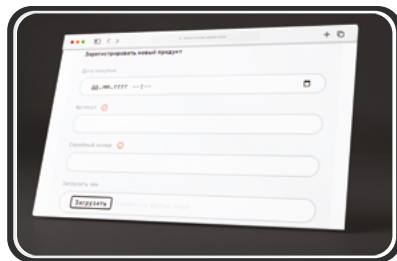 Зарегистрировать новый продукт
Дата покупки
дд.мм.гггг --:--
Артикул
Серийный номер
Загрузить чек
Загрузить